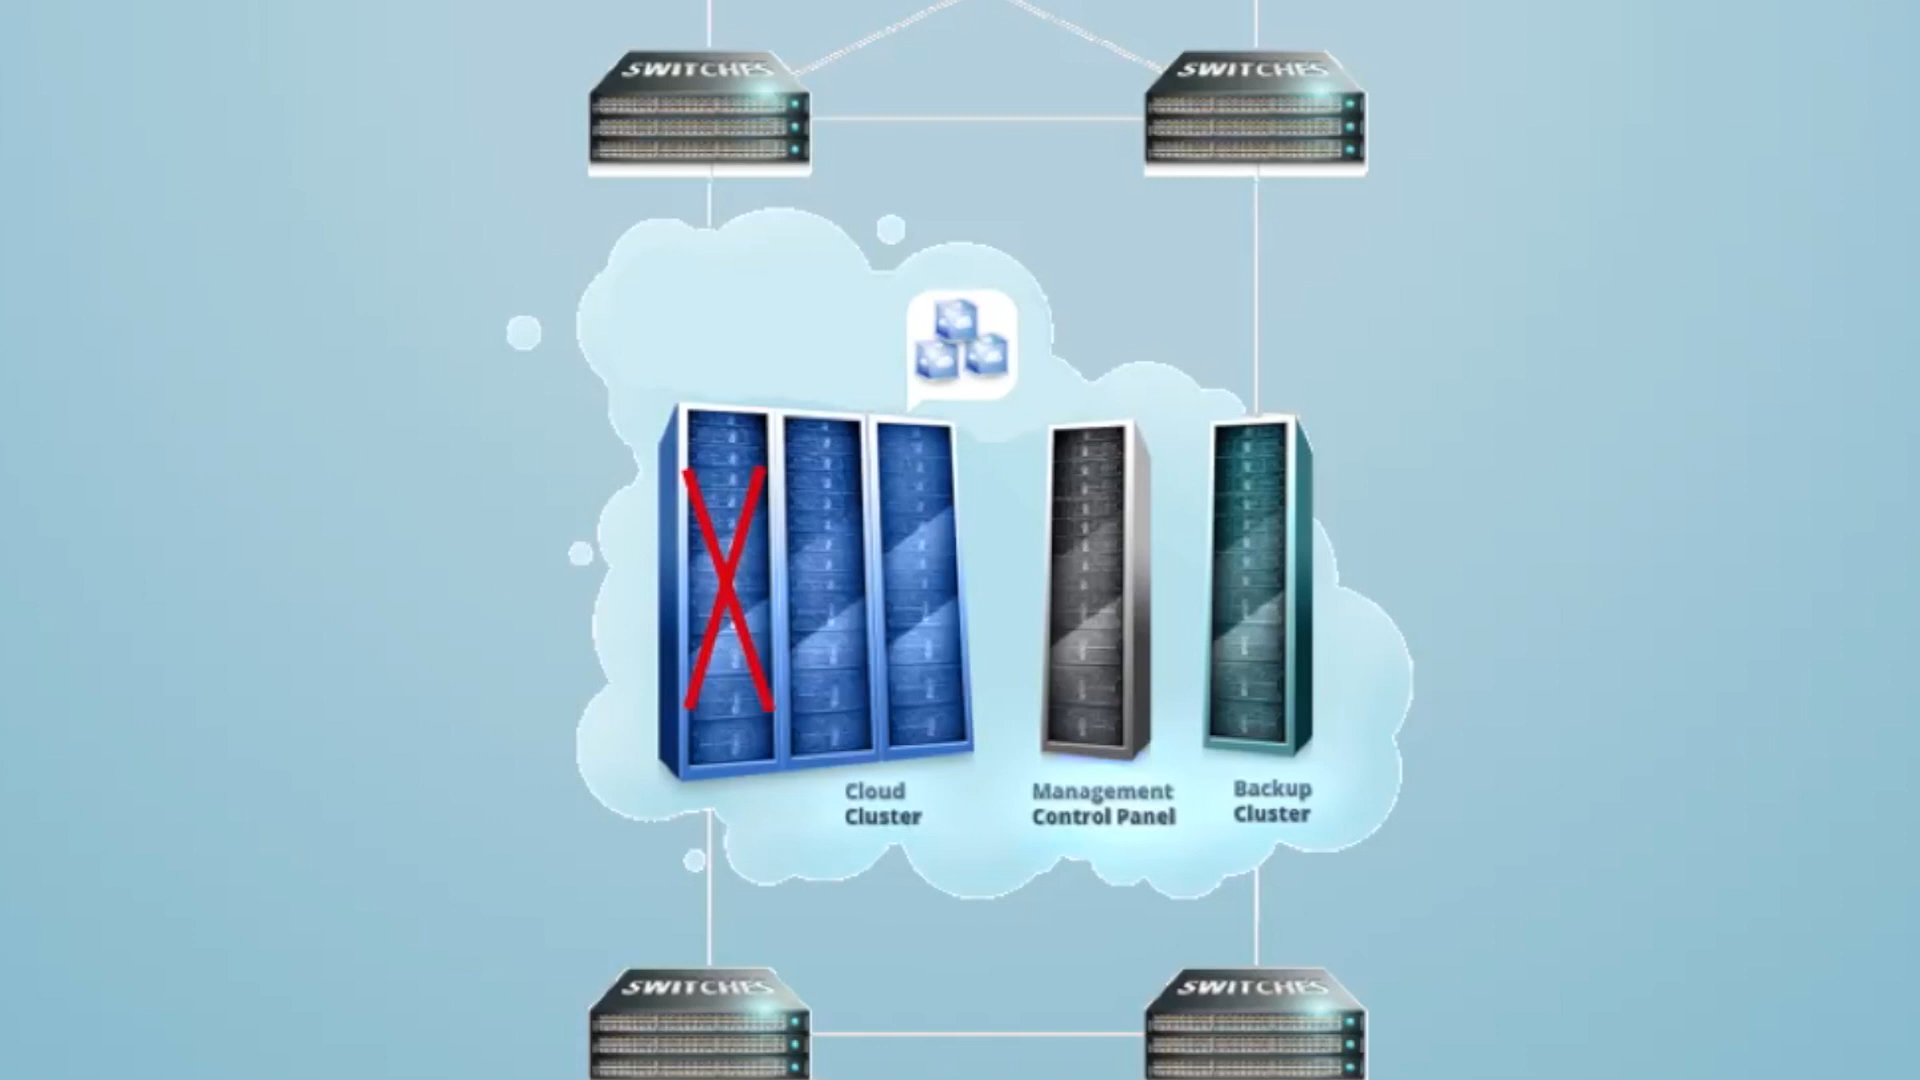 SWITCHES
SWITCHES
Cloud
Cluster
Management
Control Panel
Backup
Cluster
SWITCHES
SWITCHES